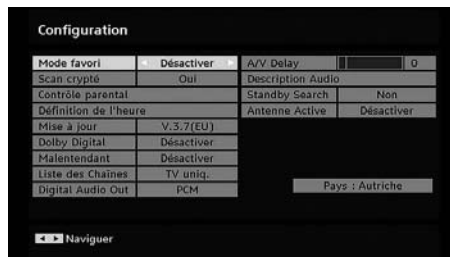 Configuration
Mode favori Désactiver
Scan crypté Oui
Contrôle parental
Définition de l'heure
Mise à jour V.3.7(EU)
Dolby Digital Désactiver
Malentendant Désactiver
Liste des Chaînes TV uniq.
Digital Audio Out PCM
A/V Delay 0
Description Audio
Standby Search Non
Antenne Active Désactiver
Pays : Autriche
Naviguer